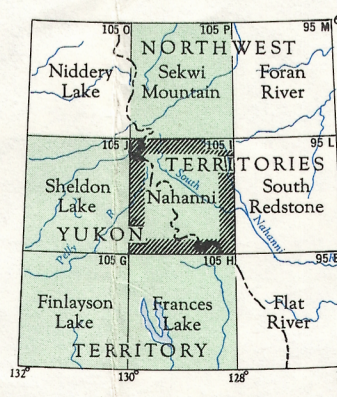 105 O 105 P 95 M
NORTHWEST
Niddery Lake
Sekwi Mountain
Foran River
105 J 105 I 95 L
TERRITORIES
Sheldon Lake
South
Nahanni
South Redstone
Nahanni
Pelly R
YUKON
105 G 105 H
Finlayson Lake
Frances Lake
Flat River
TERRITORY
132° 130° 128°